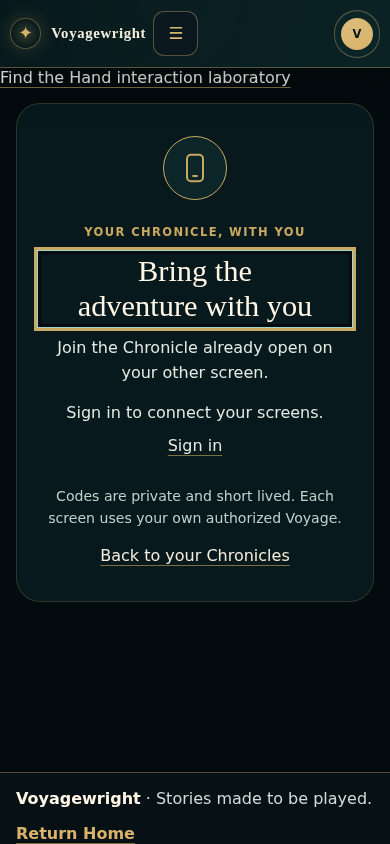 Voyagewright
V
Find the Hand interaction laboratory
YOUR CHRONICLE, WITH YOU
Bring the
adventure with you
Join the Chronicle already open on
your other screen.
Sign in to connect your screens.
Sign in
Codes are private and short lived. Each
screen uses your own authorized Voyage.
Back to your Chronicles
Voyagewright · Stories made to be played.
Return Home